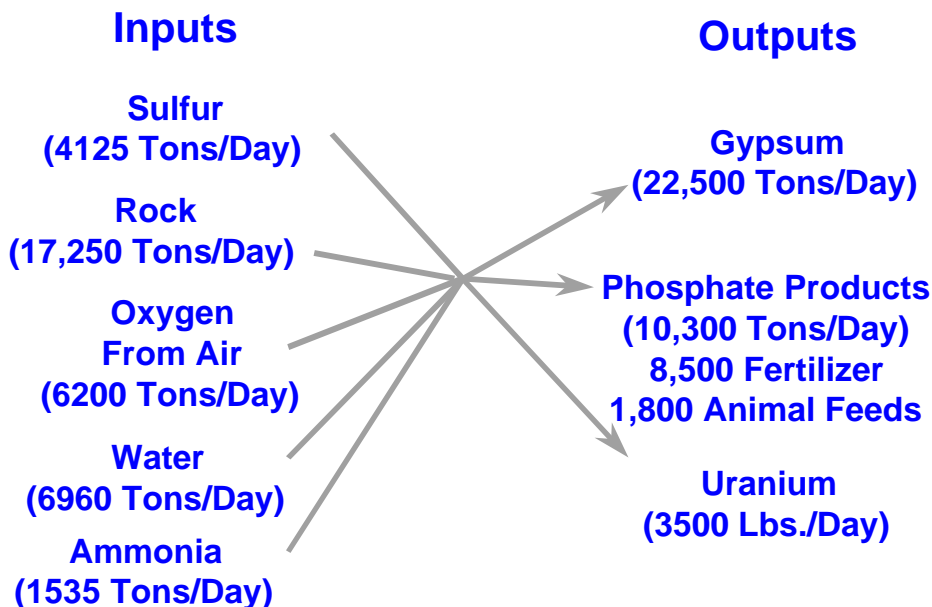 Inputs
Sulfur
(4125 Tons/Day)
Rock
(17,250 Tons/Day)
Oxygen
From Air
(6200 Tons/Day)
Water
(6960 Tons/Day)
Ammonia
(1535 Tons/Day)
Outputs
Gypsum
(22,500 Tons/Day)
Phosphate Products
(10,300 Tons/Day)
8,500 Fertilizer
1,800 Animal Feeds
Uranium
(3500 Lbs./Day)